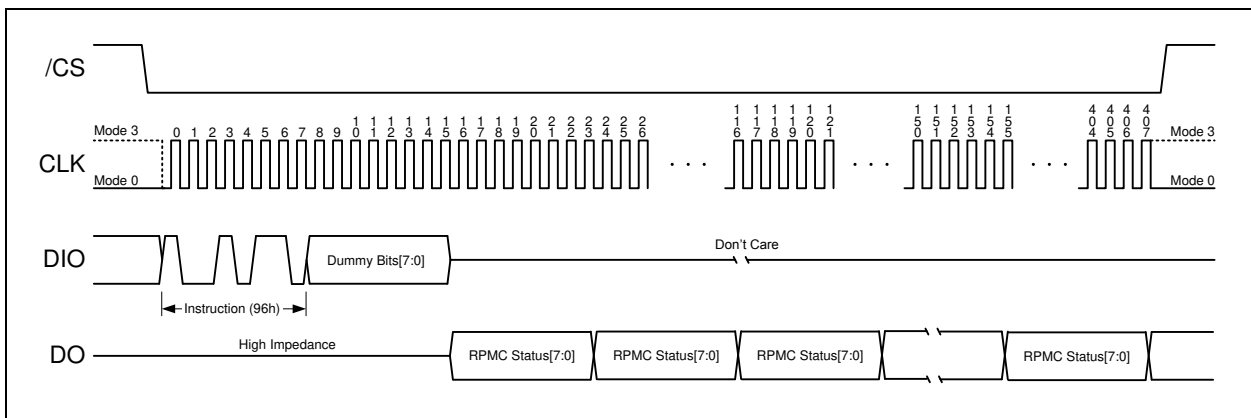 /CS
0 1 2 3 4 5 6 7 8 9 10 11 12 13 14 15 16 17 18 19 20 21 22 23 24 25 26 . . . 116 117 118 119 120 121 . . . 150 151 152 153 154 155 . . . 404 405 406 407
Mode 3
Mode 3
CLK
Mode 0
Mode 0
Don't Care
DIO
Dummy Bits[7:0]
Instruction (96h)
High Impedance
DO
RPMC Status[7:0] RPMC Status[7:0] RPMC Status[7:0] RPMC Status[7:0]